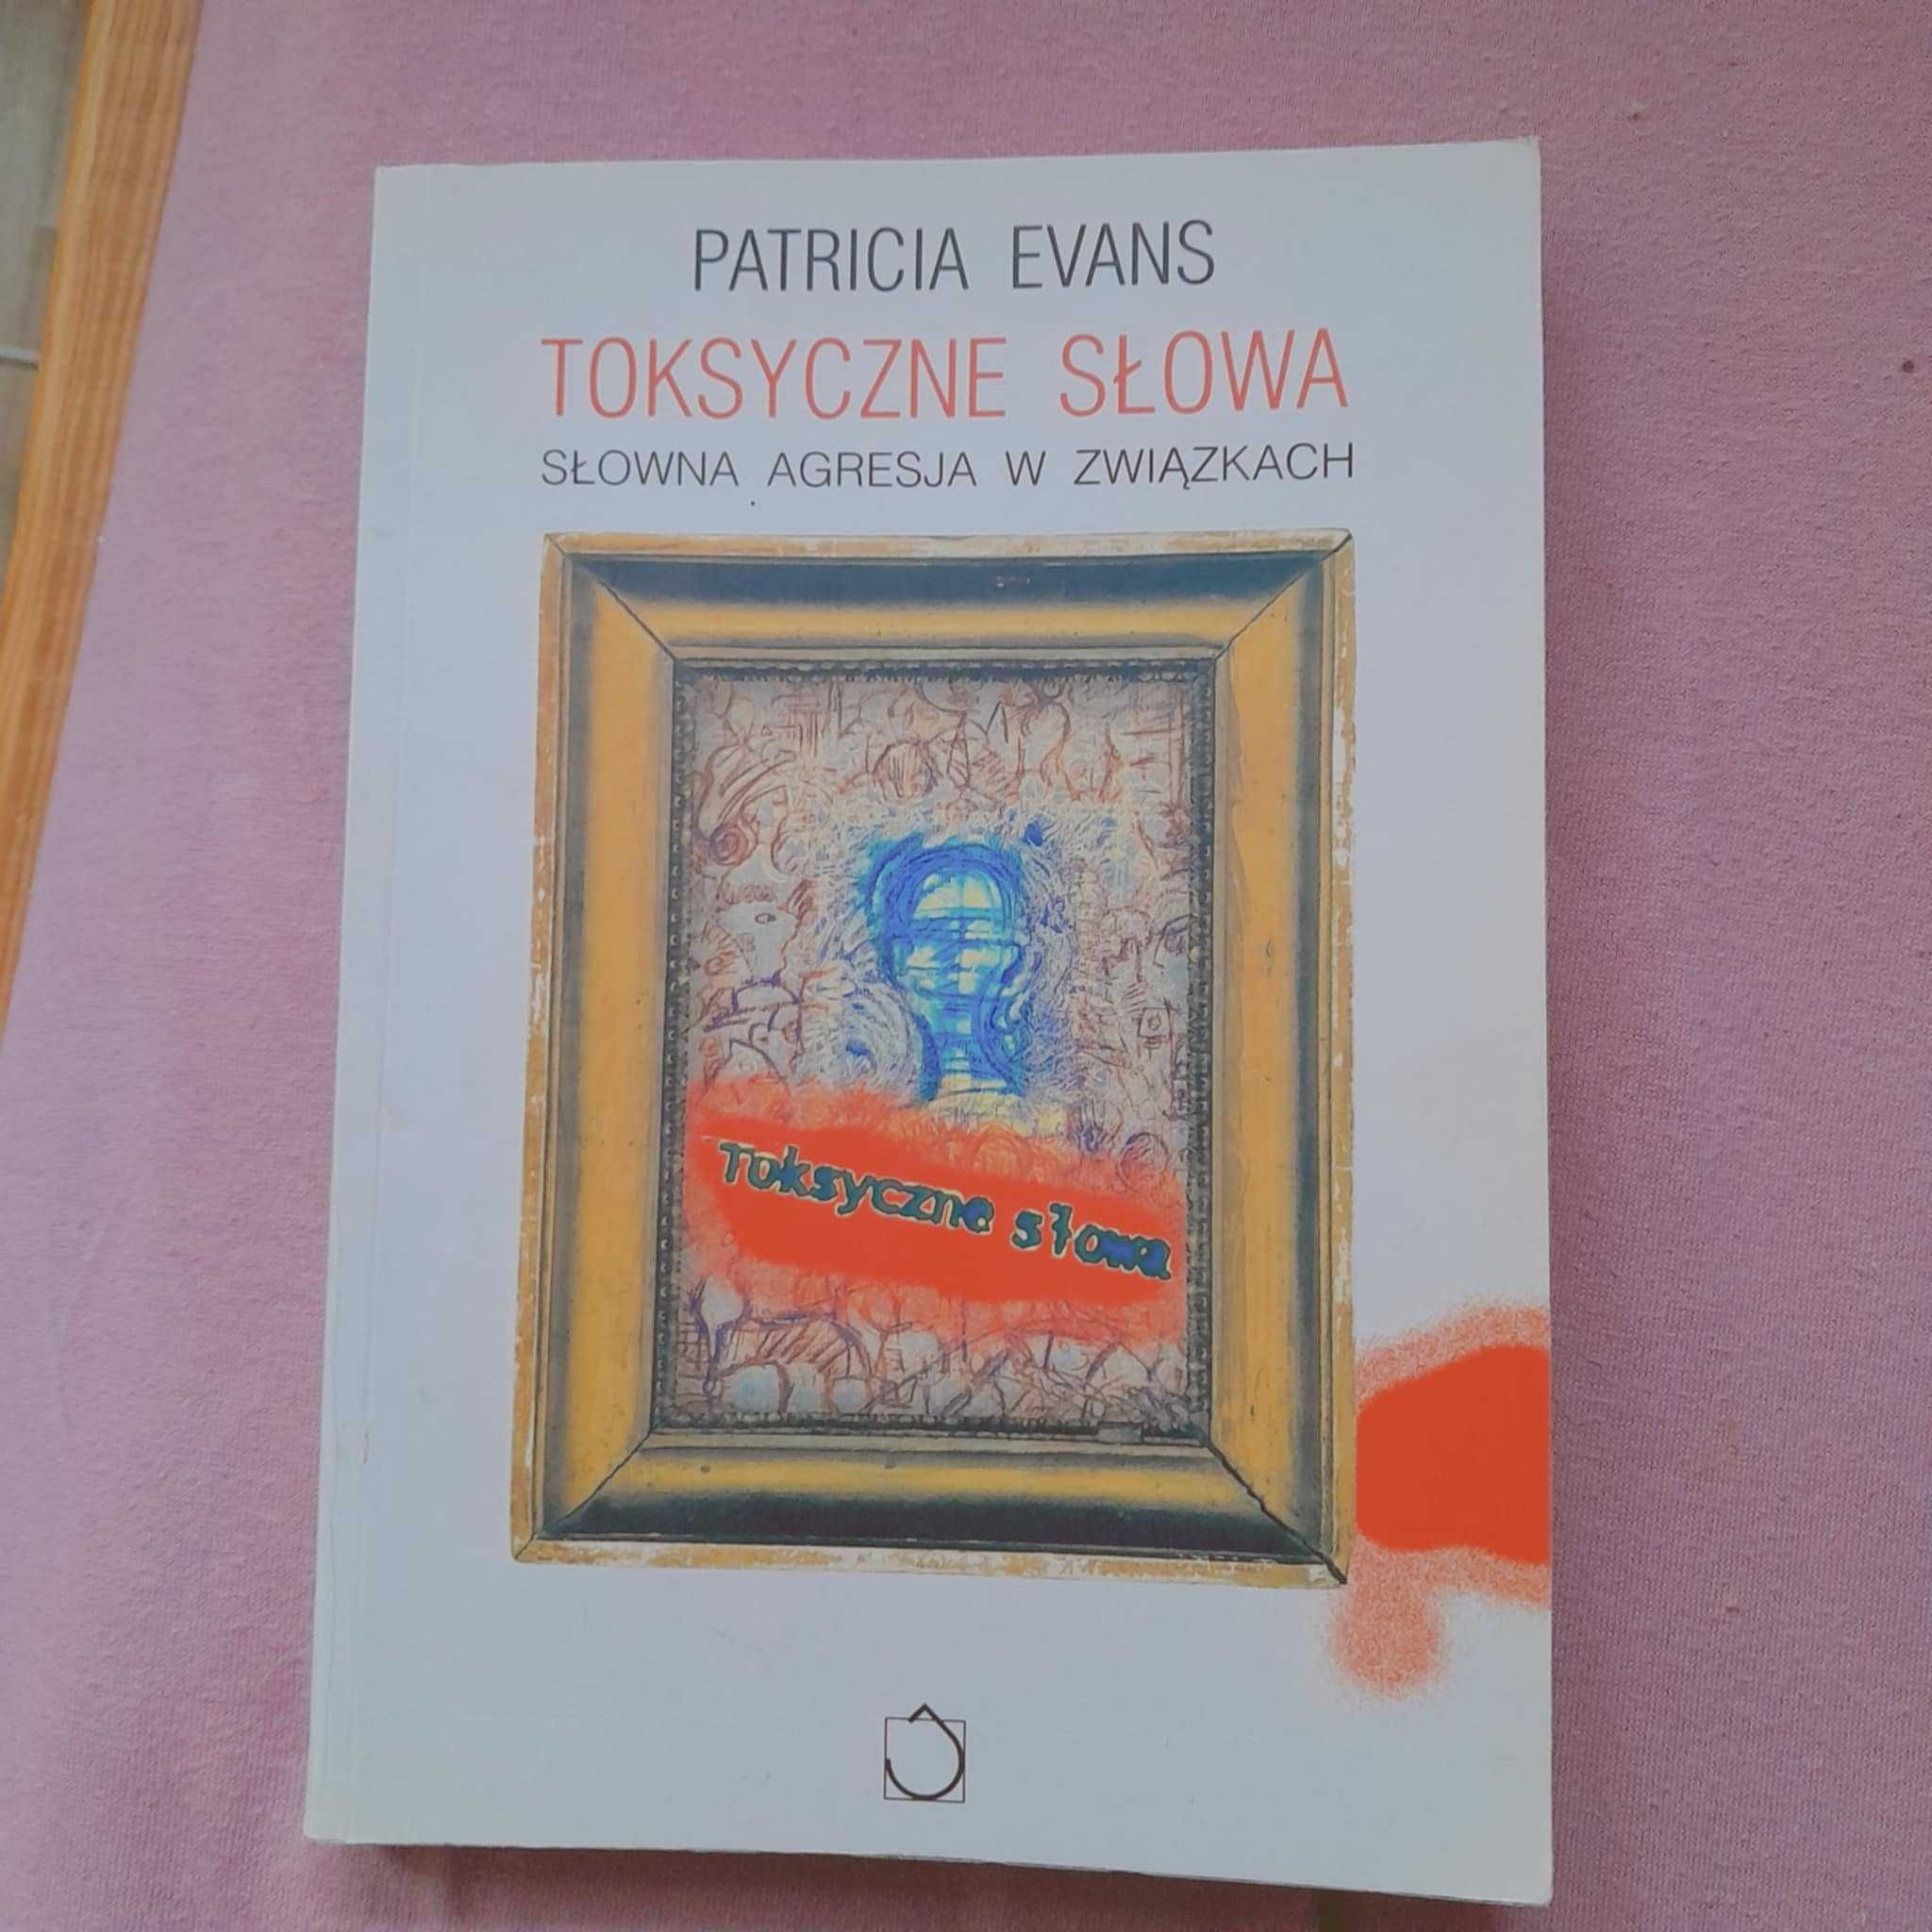 PATRICIA EVANS
TOKSYCZNE SŁOWA
SŁOWNA AGRESJA W ZWIĄZKACH
Toksyczne słowa